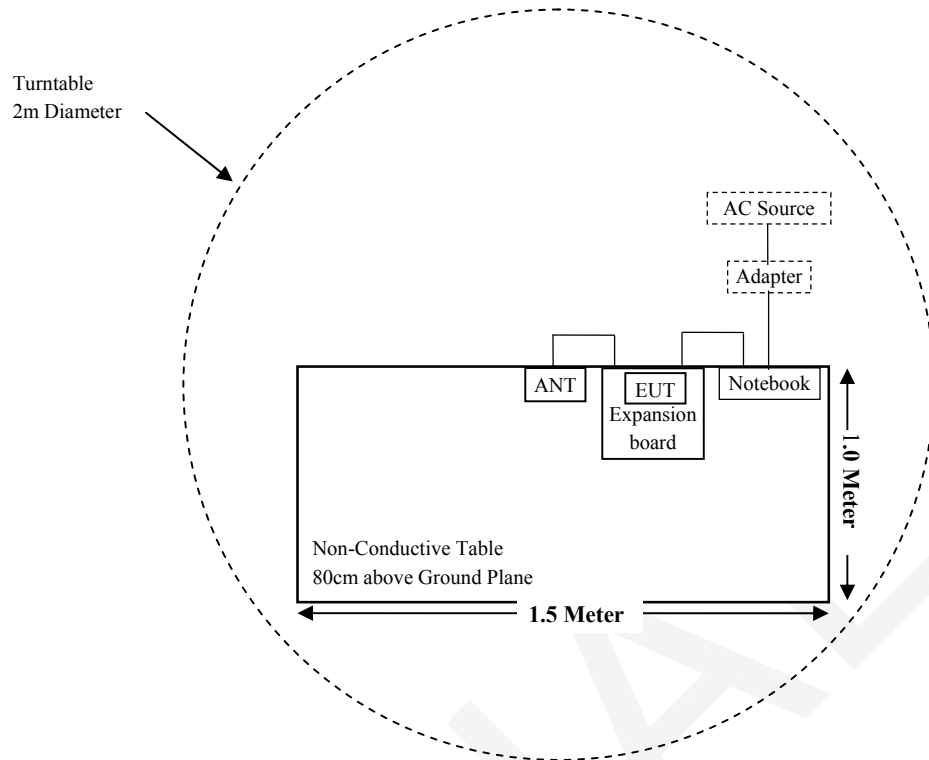 Turntable
2m Diameter
AC Source
Adapter
ANT
EUT
Expansion
board
Notebook
1.0 Meter
Non-Conductive Table
80cm above Ground Plane
1.5 Meter